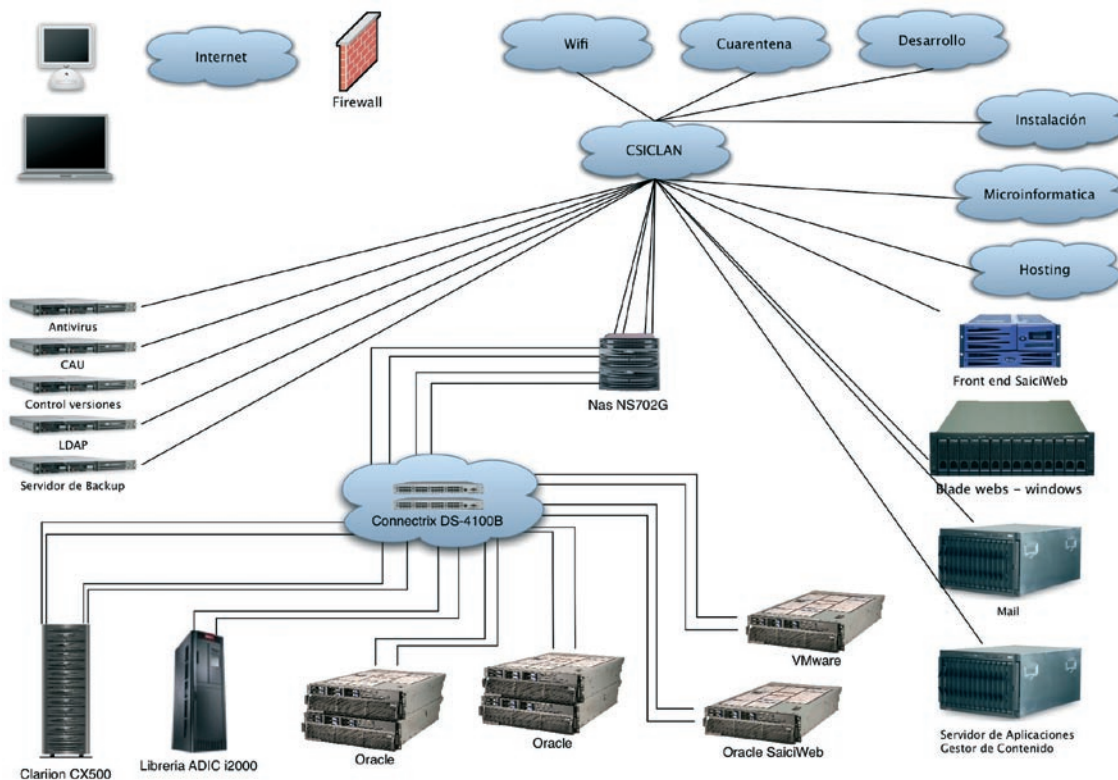 Internet
Firewall
Wifi
Cuarentena
Desarrollo
CSICLAN
Instalación
Microinformatica
Hosting
Antivirus
CAU
Control versiones
LDAP
Servidor de Backup
Nas NS702G
Front end SaiciWeb
Blade webs - windows
Connectrix DS-4100B
Mail
VMware
Servidor de Aplicaciones
Gestor de Contenido
Clariion CX500
Libreria ADIC i2000
Oracle
Oracle
Oracle SaiciWeb